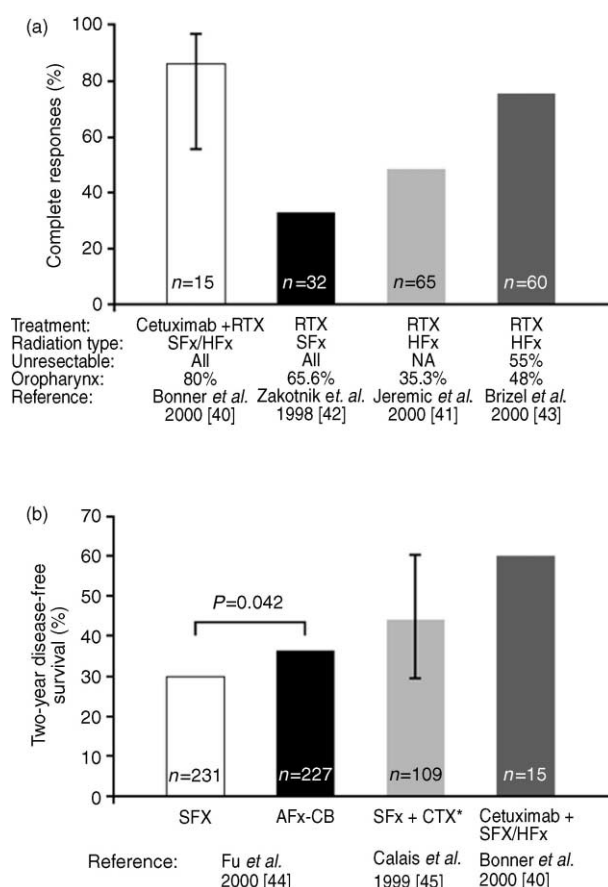 (a)
Complete responses (%)
100
80
60
40
20
0
n=15
n=32
n=65
n=60
Treatment: Cetuximab +RTX RTX RTX RTX
Radiation type: SFx/HFx SFx HFx HFx
Unresectable: All All NA 55%
Oropharynx: 80% 65.6% 35.3% 48%
Reference: Bonner et al. Zakotnik et. Jeremic et al. Brizel et al.
2000 [40] 1998 [42] 2000 [41] 2000 [43]
(b)
Two-year disease-free
survival (%)
70
60
50
40
30
20
10
0
P=0.042
n=231
n=227
n=109
n=15
SFX AFx-CB SFx + CTX* Cetuximab +
SFX/HFx
Reference: Fu et al. Calais et al. Bonner et al.
2000 [44] 1999 [45] 2000 [40]